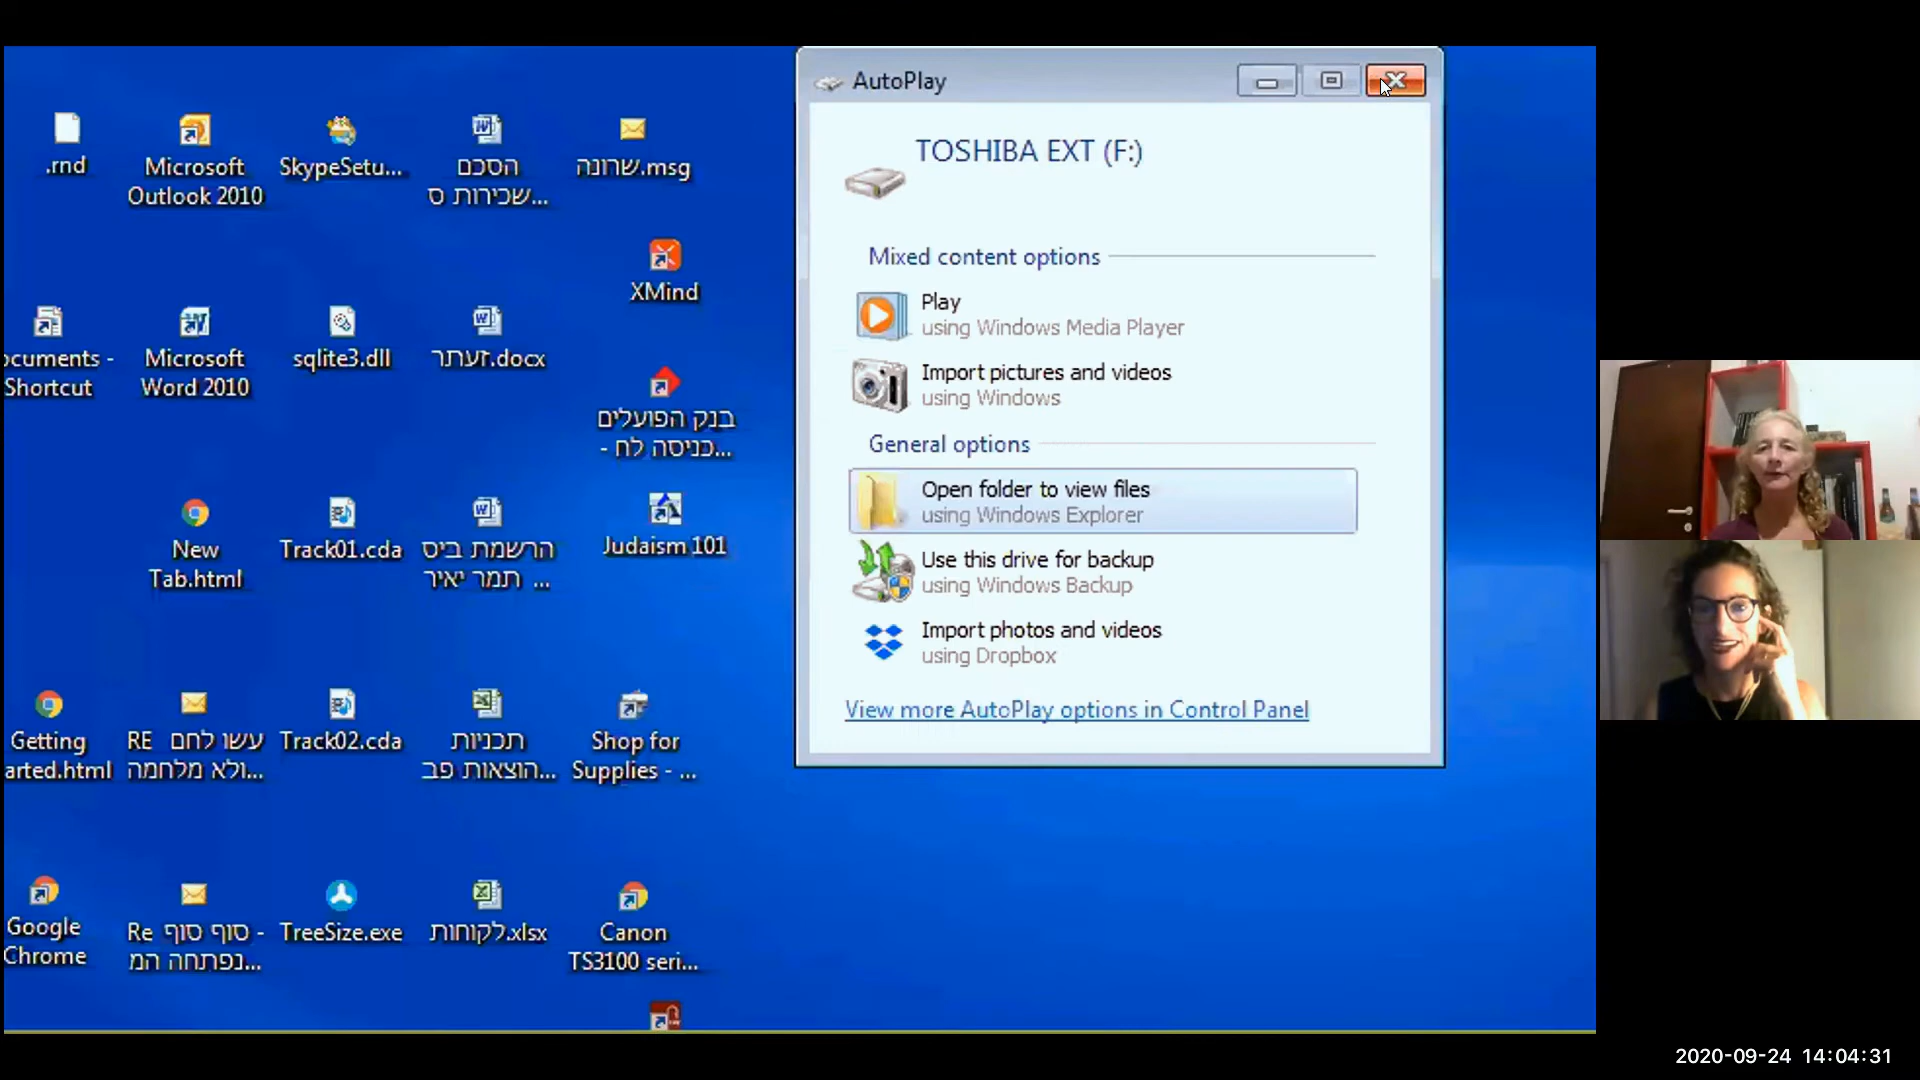 .rnd
Microsoft
Outlook 2010
SkypeSetu...
הסכם
שכירות ס...
שרונה.msg
XMind
ocuments -
Shortcut
Microsoft
Word 2010
sqlite3.dll
זעתר.docx
בנק הפועלים
- כניסה לח...
New
Tab.html
Track01.cda
הרשמת ביס
תמר יאיר ...
Judaism 101
Getting
arted.html
RE עשו לחם
ולא מלחמה...
Track02.cda
תכניות
הוצאות פב...
Shop for
Supplies - ...
Google
Chrome
Re סוף סוף -
נפתחה המ...
TreeSize.exe
לקוחות.xlsx
Canon
TS3100 seri...
AutoPlay
TOSHIBA EXT (F:)
Mixed content options
Play
using Windows Media Player
Import pictures and videos
using Windows
General options
Open folder to view files
using Windows Explorer
Use this drive for backup
using Windows Backup
Import photos and videos
using Dropbox
View more AutoPlay options in Control Panel
2020-09-24 14:04:31